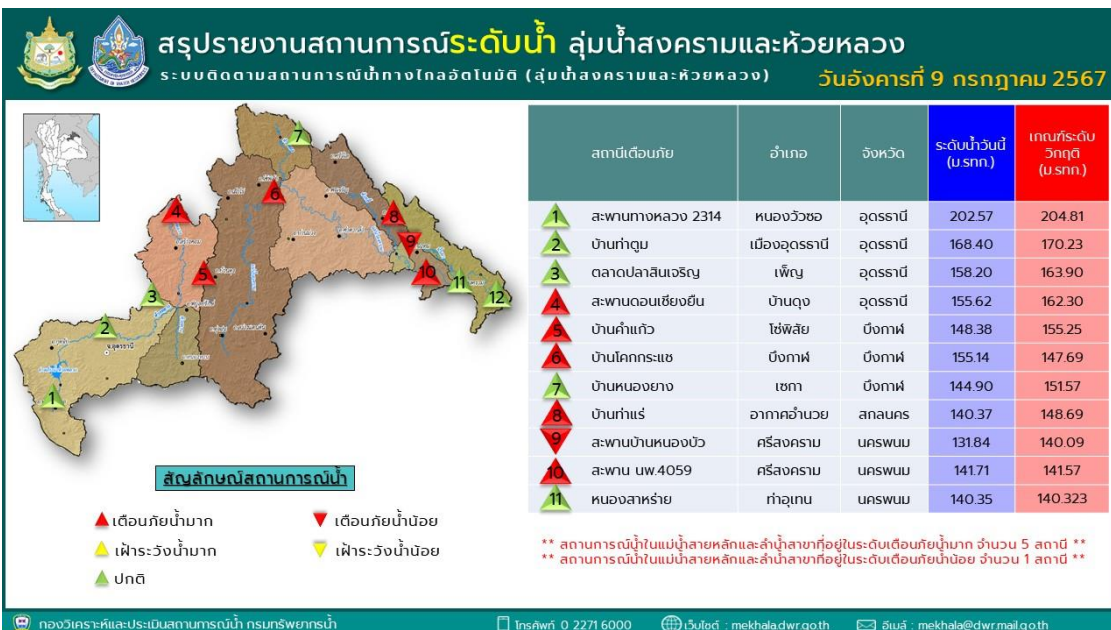 สรุปรายงานสถานการณ์ระดับน้ำ ลุ่มน้ำสงครามและห้วยหลวง
ระบบติดตามสถานการณ์น้ำทางไกลอัตโนมัติ (ลุ่มน้ำสงครามและห้วยหลวง)
วันอังคารที่ 9 กรกฎาคม 2567
7
6
4
8
9
5
10
11
12
3
2
1
สัญลักษณ์สถานการณ์น้ำ
เตือนภัยน้ำมาก เตือนภัยน้ำน้อย
เฝ้าระวังน้ำมาก เฝ้าระวังน้ำน้อย
ปกติ
สถานีเตือนภัย อำเภอ จังหวัด ระดับน้ำวันนี้ (ม.รทก.) เกณฑ์ระดับวิกฤติ (ม.รทก.)
1 สะพานทางหลวง 2314 หนองวัวซอ อุดรธานี 202.57 204.81
2 บ้านท่าตูม เมืองอุดรธานี อุดรธานี 168.40 170.23
3 ตลาดปลาสินเจริญ เพ็ญ อุดรธานี 158.20 163.90
4 สะพานดอนเชียงยืน บ้านดุง อุดรธานี 155.62 162.30
5 บ้านคำแก้ว โซ่พิสัย บึงกาฬ 148.38 155.25
6 บ้านโคกกระแซ บึงกาฬ บึงกาฬ 155.14 147.69
7 บ้านหนองยาง เซกา บึงกาฬ 144.90 151.57
8 บ้านท่าแร่ อากาศอำนวย สกลนคร 140.37 148.69
9 สะพานบ้านหนองบัว ศรีสงคราม นครพนม 131.84 140.09
10 สะพาน นพ.4059 ศรีสงคราม นครพนม 141.71 141.57
11 หนองสาหร่าย ท่าอุเทน นครพนม 140.35 140.323
** สถานการณ์น้ำในแม่น้ำสายหลักและลำน้ำสาขาที่อยู่ในระดับเตือนภัยน้ำมาก จำนวน 5 สถานี **
** สถานการณ์น้ำในแม่น้ำสายหลักและลำน้ำสาขาที่อยู่ในระดับเตือนภัยน้ำน้อย จำนวน 1 สถานี **
กองวิเคราะห์และประเมินสถานการณ์น้ำ กรมทรัพยากรน้ำ
โทรศัพท์ 0 2271 6000
เว็บไซต์ : mekhala.dwr.go.th
อีเมล์ : mekhala@dwr.mail.go.th